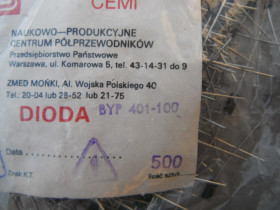 CEMI
NAUKOWO—PRODUKCYJNE
CENTRUM PÓŁPRZEWODNIKÓW
Przedsiębiorstwo Państwowe
Warszawa, ul. Komarowa 5, tel. 43-14-31 do 9
ZMED MOŃKI, Al. Wojska Polskiego 40
Tel. 20-04 lub 28-52 lub 21-75
DIODA BYP 401-100
Data 500
Znak KT. Ilość sztuk